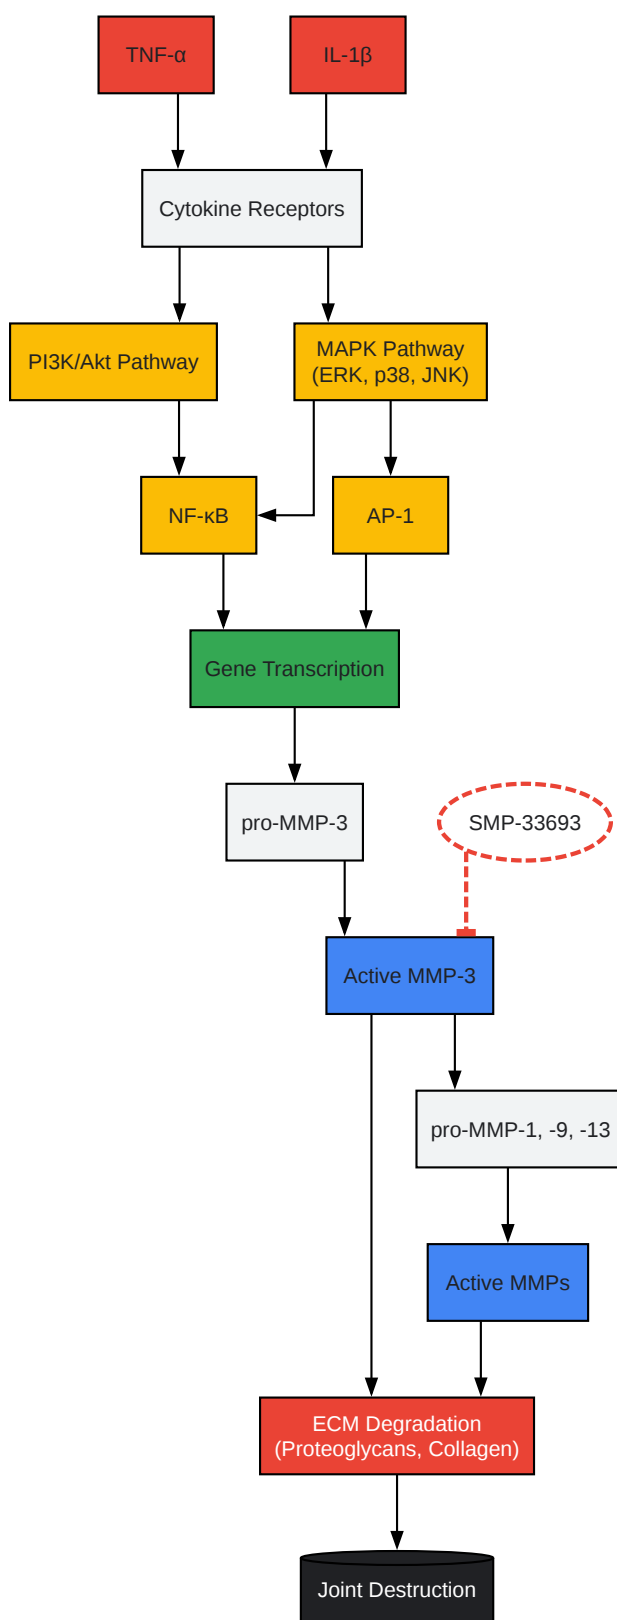 TNF-α
IL-1β
Cytokine Receptors
PI3K/Akt Pathway
MAPK Pathway
(ERK, p38, JNK)
NF-κB
AP-1
Gene Transcription
pro-MMP-3
SMP-33693
Active MMP-3
pro-MMP-1, -9, -13
Active MMPs
ECM Degradation
(Proteoglycans, Collagen)
Joint Destruction